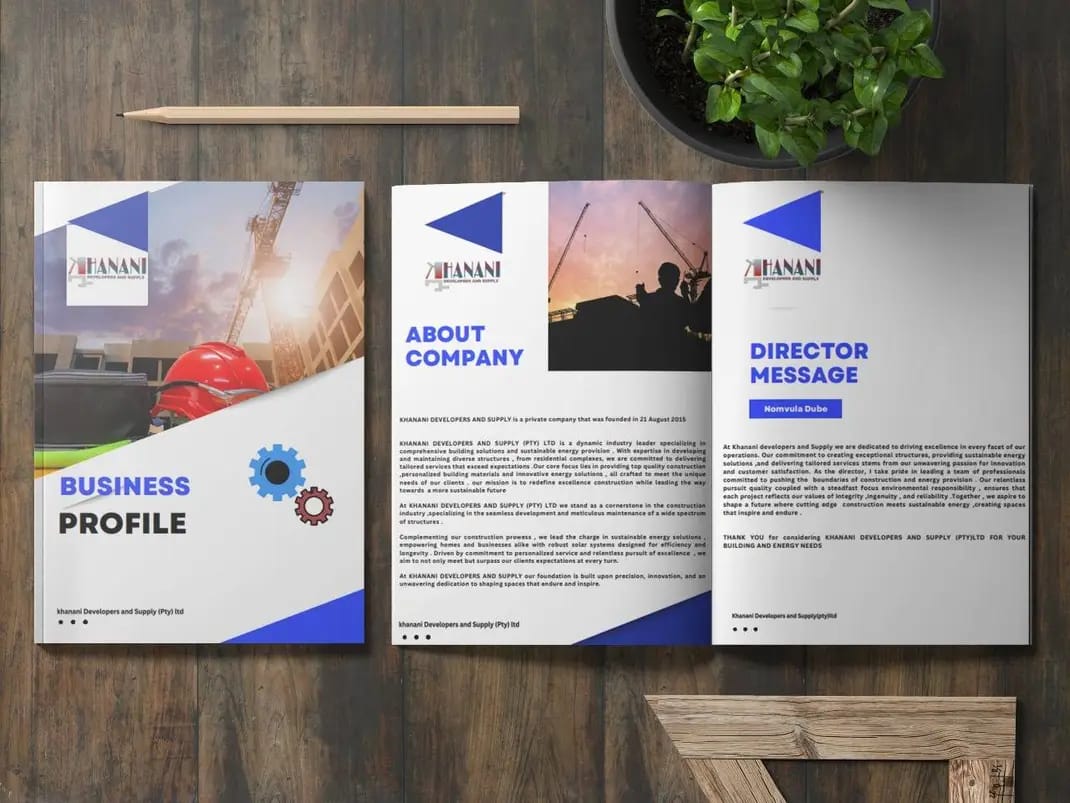 KHANANI
DEVELOPERS AND SUPPLY
BUSINESS
PROFILE
khanani Developers and Supply (Pty) ltd
KHANANI
DEVELOPERS AND SUPPLY
ABOUT
COMPANY
KHANANI DEVELOPERS AND SUPPLY is a private company that was founded in 21 August 2015
KHANANI DEVELOPERS AND SUPPLY (PTY) LTD is a dynamic industry leader specializing in
comprehensive building solutions and sustainable energy provision . With expertise in developing
and maintaining diverse structures , from residential complexes, we are committed to delivering
tailored services that exceed expectations .Our core focus lies in providing top quality construction
,personalized building materials and innovative energy solutions , all crafted to meet the unique
needs of our clients . our mission is to redefine excellence construction while leading the way
towards a more sustainable future
At KHANANI DEVELOPERS AND SUPPLY (PTY) LTD we stand as a cornerstone in the construction
industry ,specializing in the seamless development and meticulous maintenance of a wide spectrum
of structures .
Complementing our construction prowess , we lead the charge in sustainable energy solutions ,
empowering homes and businesses alike with robust solar systems designed for efficiency and
longevity . Driven by commitment to personalized service and relentless pursuit of excellence , we
aim to not only meet but surpass our clients expectations at every turn.
At KHANANI DEVELOPERS AND SUPPLY our foundation is built upon precision, innovation, and an
unwavering dedication to shaping spaces that endure and inspire.
khanani Developers and Supply (Pty) ltd
KHANANI
DEVELOPERS AND SUPPLY
DIRECTOR
MESSAGE
Nomvula Dube
At Khanani developers and Supply we are dedicated to driving excellence in every facet of our
operations. Our commitment to creating exceptional structures, providing sustainable energy
solutions ,and delivering tailored services stems from our unwavering passion for innovation
and customer satisfaction. As the director, I take pride in leading a team of professionals
committed to pushing the boundaries of construction and energy provision . Our relentless
pursuit quality coupled with a steadfast focus environmental responsibility , ensures that
each project reflects our values of integrity ,ingenuity , and reliability .Together , we aspire to
shape a future where cutting edge construction meets sustainable energy ,creating spaces
that inspire and endure .
THANK YOU for considering KHANANI DEVELOPERS AND SUPPLY (PTY)LTD FOR YOUR
BUILDING AND ENERGY NEEDS
khanani Developers and Supply(pty)ltd